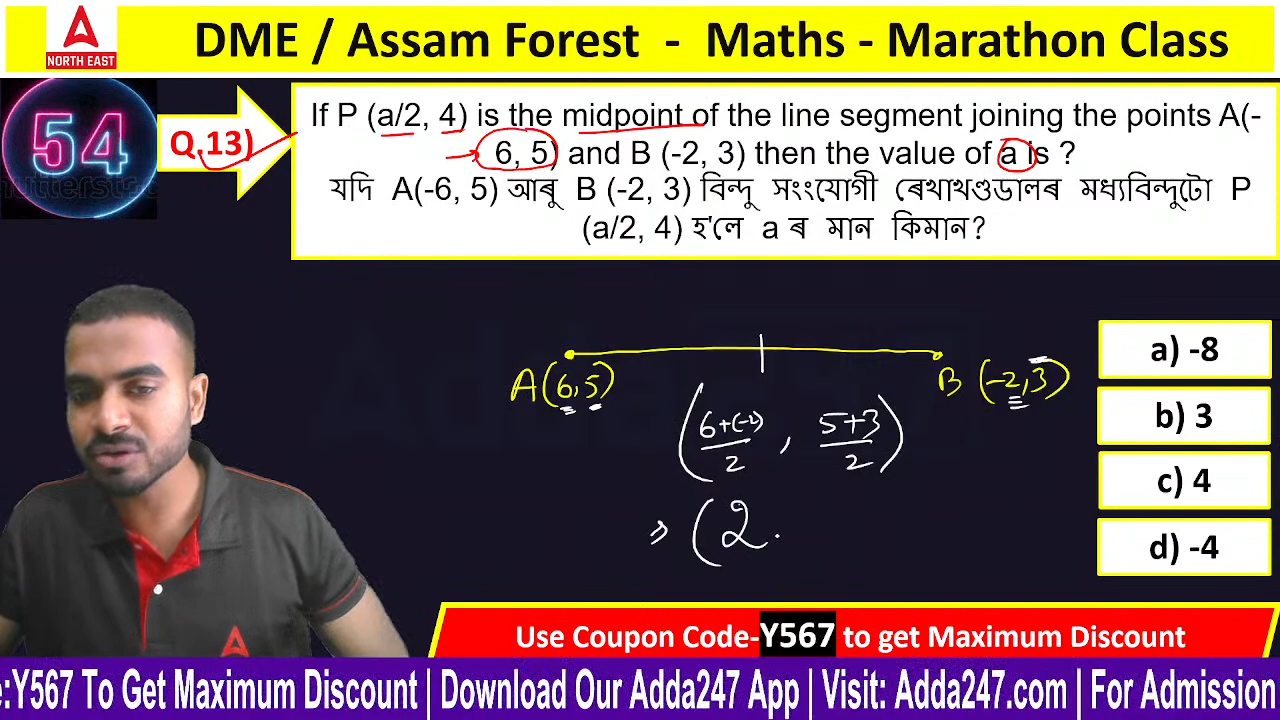 DME / Assam Forest - Maths - Marathon Class
NORTH EAST
54
Q.13)
If P (a/2, 4) is the midpoint of the line segment joining the points A(-
6, 5) and B (-2, 3) then the value of a is ?
যদি A(-6, 5) আৰু B (-2, 3) বিন্দু সংংযোগী ৰেখাখণ্ডডালৰ মধ্যবিন্দুটো P
(a/2, 4) হ'লে a ৰ মান কিমান?
A(6,5)
B (-2,3)
(6+(-2)/2 , 5+3/2)
⇒ (2.
a) -8
b) 3
c) 4
d) -4
Use Coupon Code-Y567 to get Maximum Discount
e:Y567 To Get Maximum Discount | Download Our Adda247 App | Visit: Adda247.com | For Admission